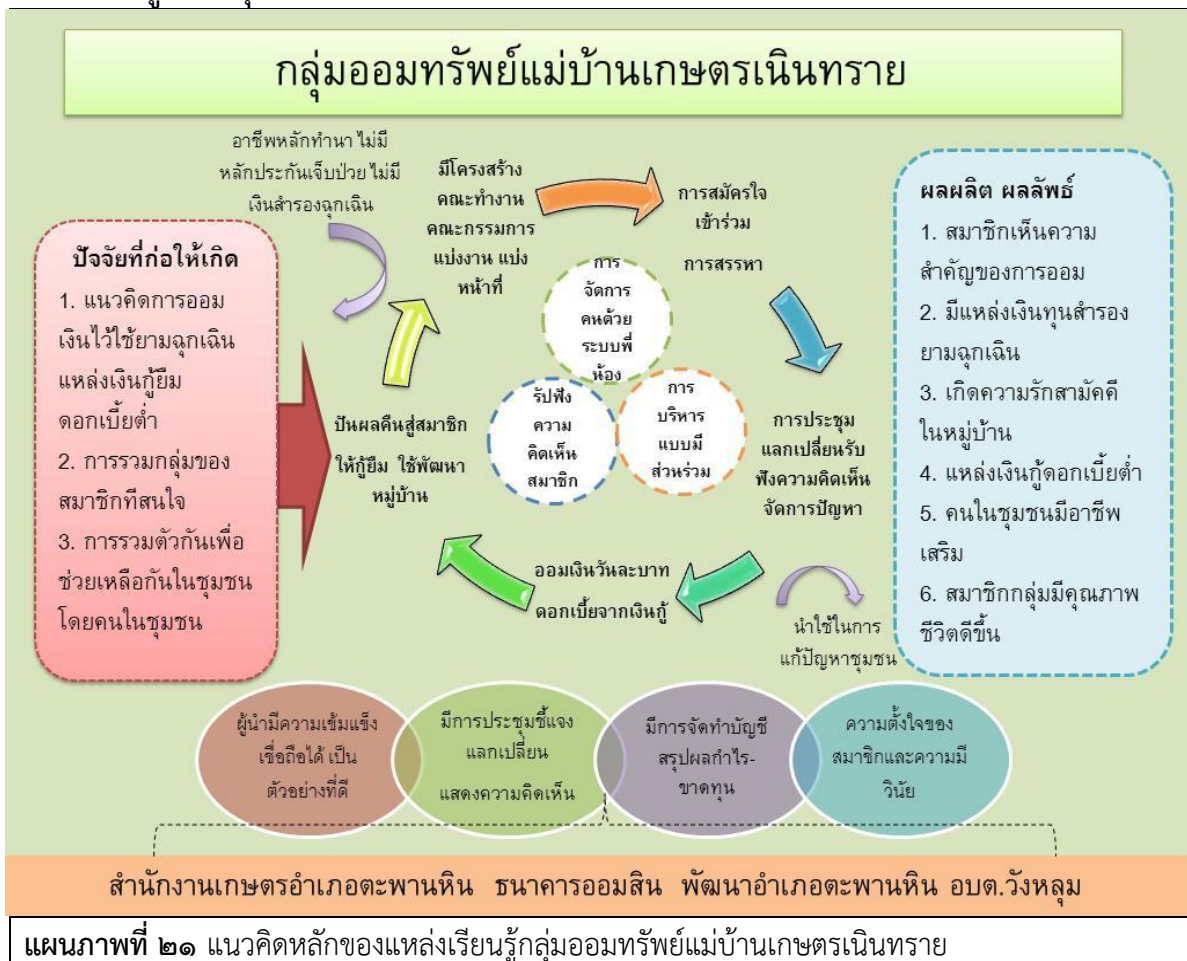 กลุ่มออมทรัพย์แม่บ้านเกษตรเนินทราย
อาชีพหลักทำนา ไม่มี
หลักประกันเจ็บป่วย ไม่มี
เงินสำรองฉุกเฉิน
ปัจจัยที่ก่อให้เกิด
1. แนวคิดการออม
เงินไว้ใช้ยามฉุกเฉิน
แหล่งเงินกู้ยืม
ดอกเบี้ยต่ำ
2. การรวมกลุ่มของ
สมาชิกทีสนใจ
3. การรวมตัวกันเพื่อ
ช่วยเหลือกันในชุมชน
โดยคนในชุมชน
มีโครงสร้าง
คณะทำงาน
คณะกรรมการ
แบ่งงาน แบ่ง
หน้าที่
การสมัครใจ
เข้าร่วม
การสรรหา
การ
จัดการ
คนด้วย
ระบบพี่
น้อง
รับฟัง
ความ
คิดเห็น
สมาชิก
การ
บริหาร
แบบมี
ส่วนร่วม
การประชุม
แลกเปลี่ยนรับ
ฟังความคิดเห็น
จัดการปัญหา
ออมเงินวันละบาท
ดอกเบี้ยจากเงินกู้
ปันผลคืนสู่สมาชิก
ให้กู้ยืม ใช้พัฒนา
หมู่บ้าน
นำใช้ในการ
แก้ปัญหาชุมชน
ผลผลิต ผลลัพธ์
1. สมาชิกเห็นความ
สำคัญของการออม
2. มีแหล่งเงินทุนสำรอง
ยามฉุกเฉิน
3. เกิดความรักสามัคคี
ในหมู่บ้าน
4. แหล่งเงินกู้ดอกเบี้ยต่ำ
5. คนในชุมชนมีอาชีพ
เสริม
6. สมาชิกกลุ่มมีคุณภาพ
ชีวิตดีขึ้น
ผู้นำมีความเข้มแข็ง
เชื่อถือได้ เป็น
ตัวอย่างที่ดี
มีการประชุมชี้แจง
แลกเปลี่ยน
แสดงความคิดเห็น
มีการจัดทำบัญชี
สรุปผลกำไร-
ขาดทุน
ความตั้งใจของ
สมาชิกและความมี
วินัย
สำนักงานเกษตรอำเภอตะพานหิน ธนาคารออมสิน พัฒนาอำเภอตะพานหิน อบต.วังหลุม
แผนภาพที่ ๒๑ แนวคิดหลักของแหล่งเรียนรู้กลุ่มออมทรัพย์แม่บ้านเกษตรเนินทราย